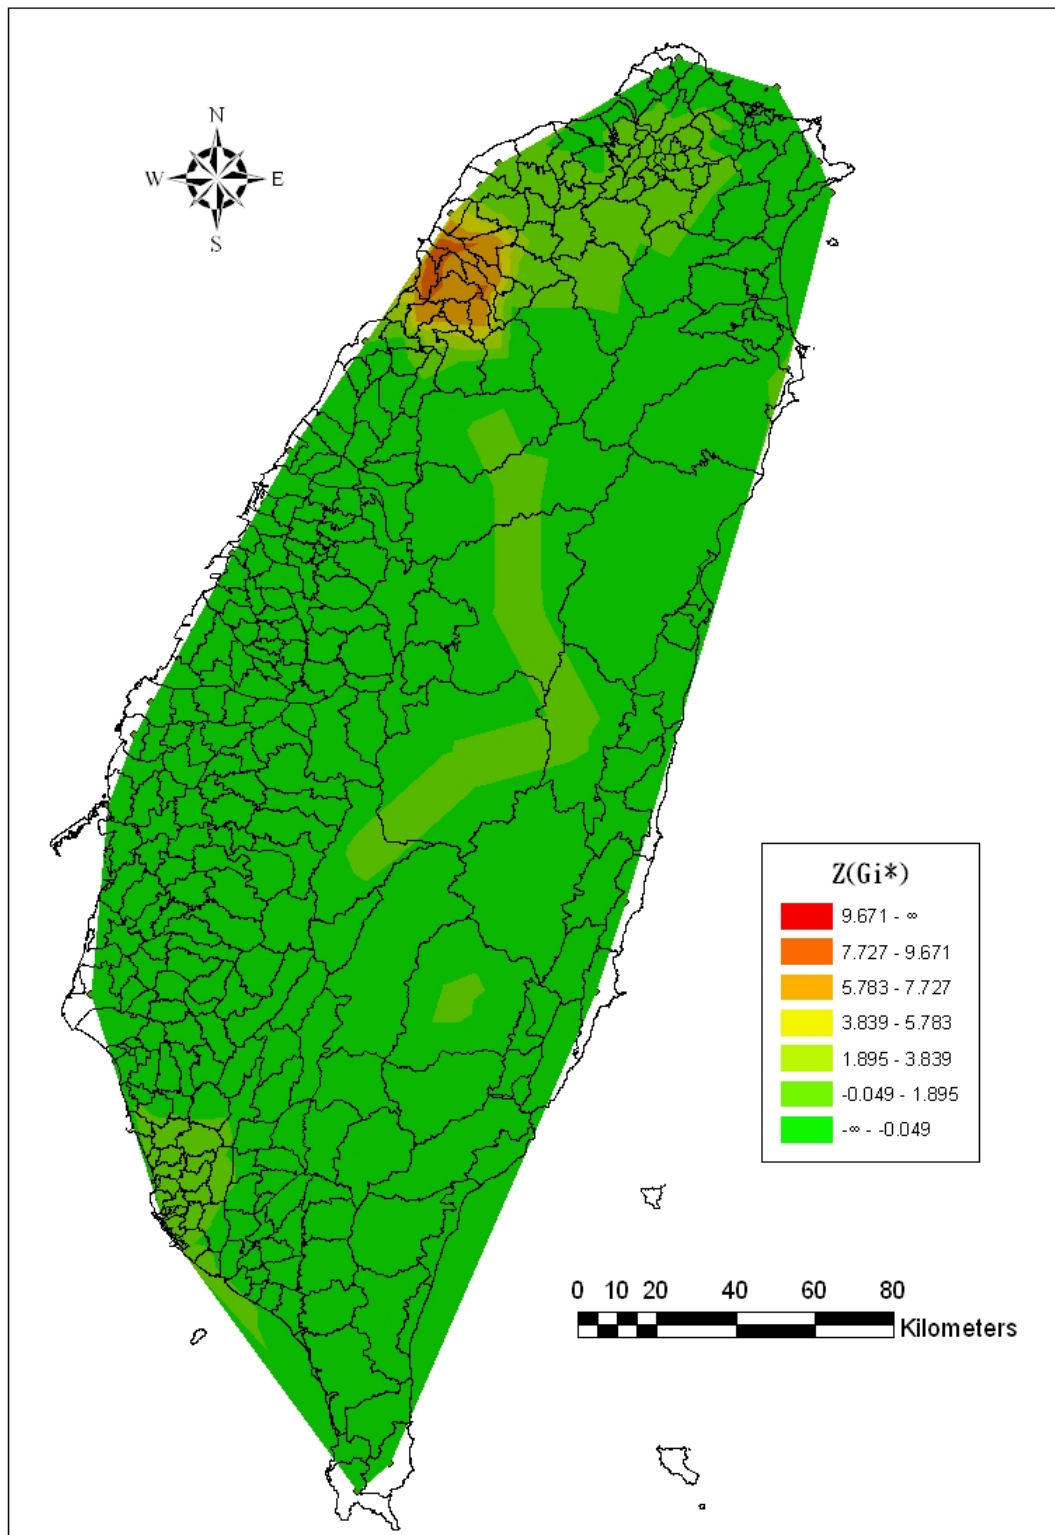 N
W E
S
Z(Gi*)
9.671 - ∞
7.727 - 9.671
5.783 - 7.727
3.839 - 5.783
1.895 - 3.839
-0.049 - 1.895
-∞ - -0.049
0 10 20 40 60 80
Kilometers